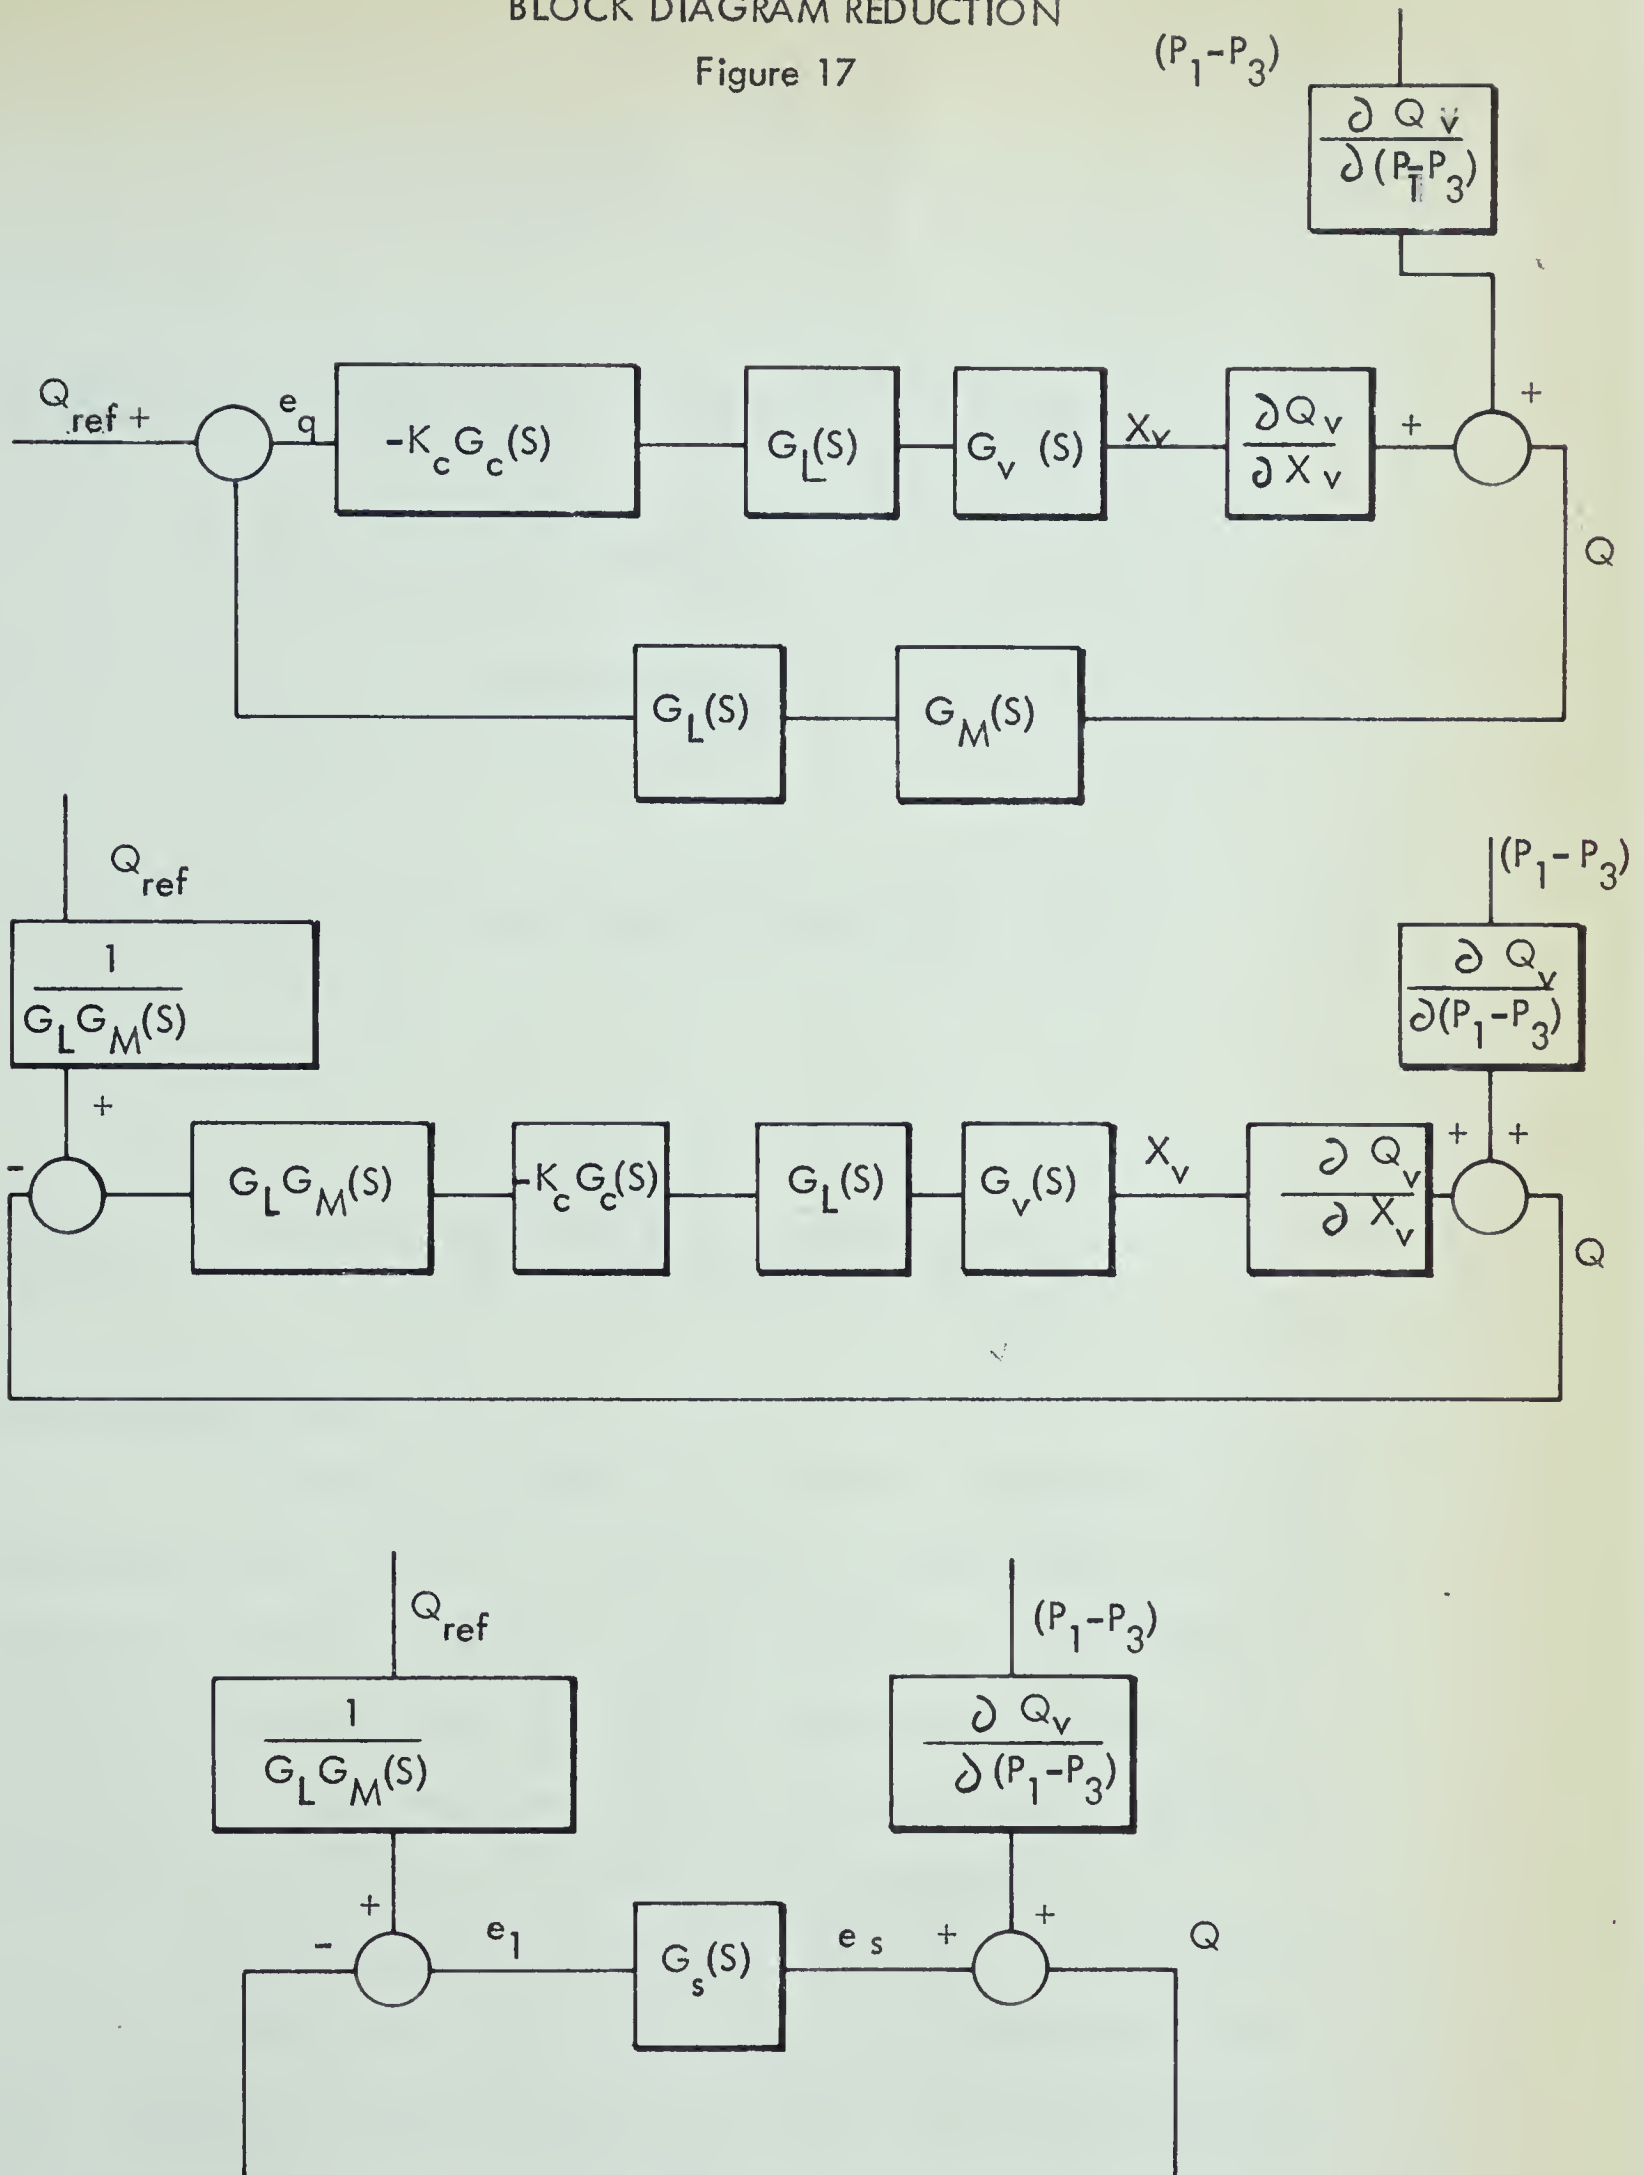 BLOCK DIAGRAM REDUCTION
Figure 17
(P1-P3)
∂ Q v
∂(P1-P3)
Qref +
eq
-KcGc(S)
GL(S)
Gv (S)
Xv
∂Qv
∂Xv
+
+
Q
GL(S)
GM(S)
Qref
1
GLGM(S)
(P1-P3)
∂ Qv
∂(P1-P3)
+
-
GLGM(S)
-KcGc(S)
GL(S)
Gv(S)
Xv
∂ Qv
∂ Xv
+
+
Q
Qref
1
GLGM(S)
(P1-P3)
∂ Qv
∂(P1-P3)
+
-
e1
Gs(S)
es
+
+
Q